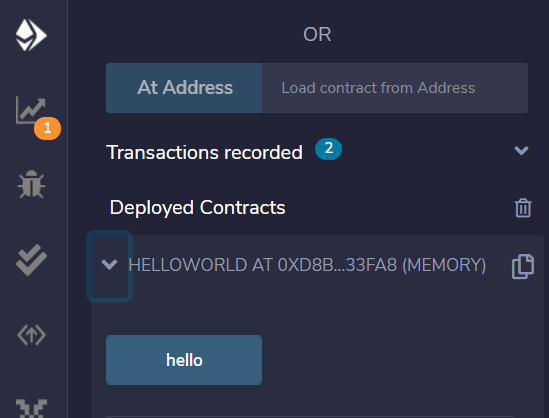 OR
At Address Load contract from Address
1
Transactions recorded 2
Deployed Contracts
HELLOWORLD AT 0XD8B...33FA8 (MEMORY)
hello